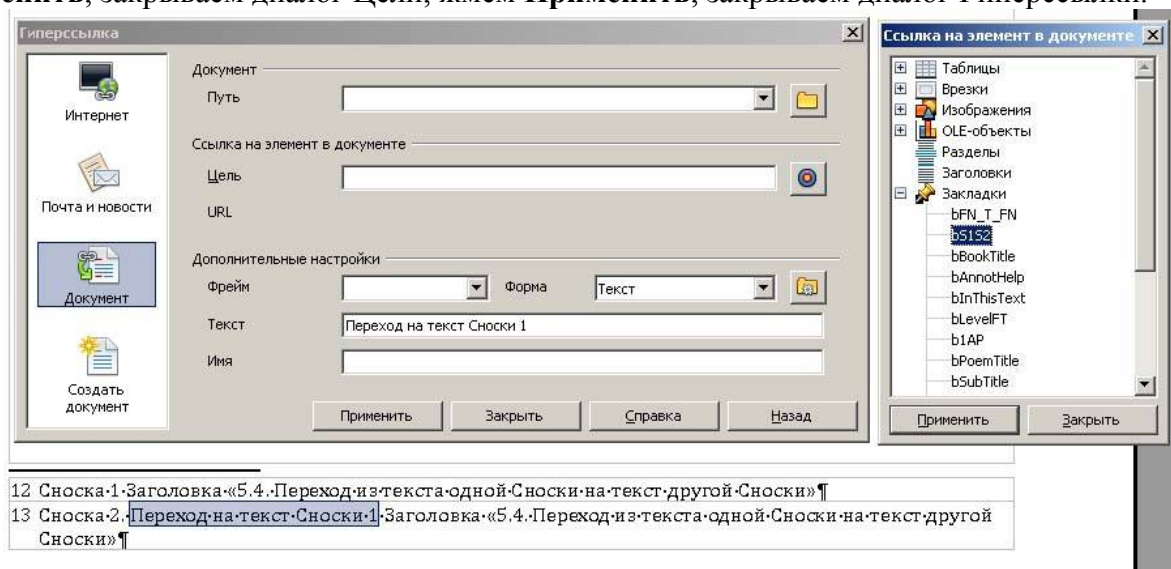 енить, закрываем диалог Цели, жмем Применить, закрываем диалог Гиперссылки.
Гиперссылка
Интернет
Почта и новости
Документ
Создать
документ
Документ
Путь
Ссылка на элемент в документе
Цель
URL
Дополнительные настройки
Фрейм
Форма
Текст
Текст
Переход на текст Сноски 1
Имя
Применить
Закрыть
Справка
Назад
Ссылка на элемент в документе
Таблицы
Врезки
Изображения
OLE-объекты
Разделы
Заголовки
Закладки
bFN_T_FN
bS1S2
bBookTitle
bAnnotHelp
bInThisText
bLevelFT
b1AP
bPoemTitle
bSubTitle
Применить
Закрыть
12 Сноска·1·Заголовка·«5.4.·Переход·из·текста·одной·Сноски·на·текст·другой·Сноски»¶
13 Сноска·2.·Переход·на·текст·Сноски·1·Заголовка·«5.4.·Переход·из·текста·одной·Сноски·на·текст·другой
Сноски»¶